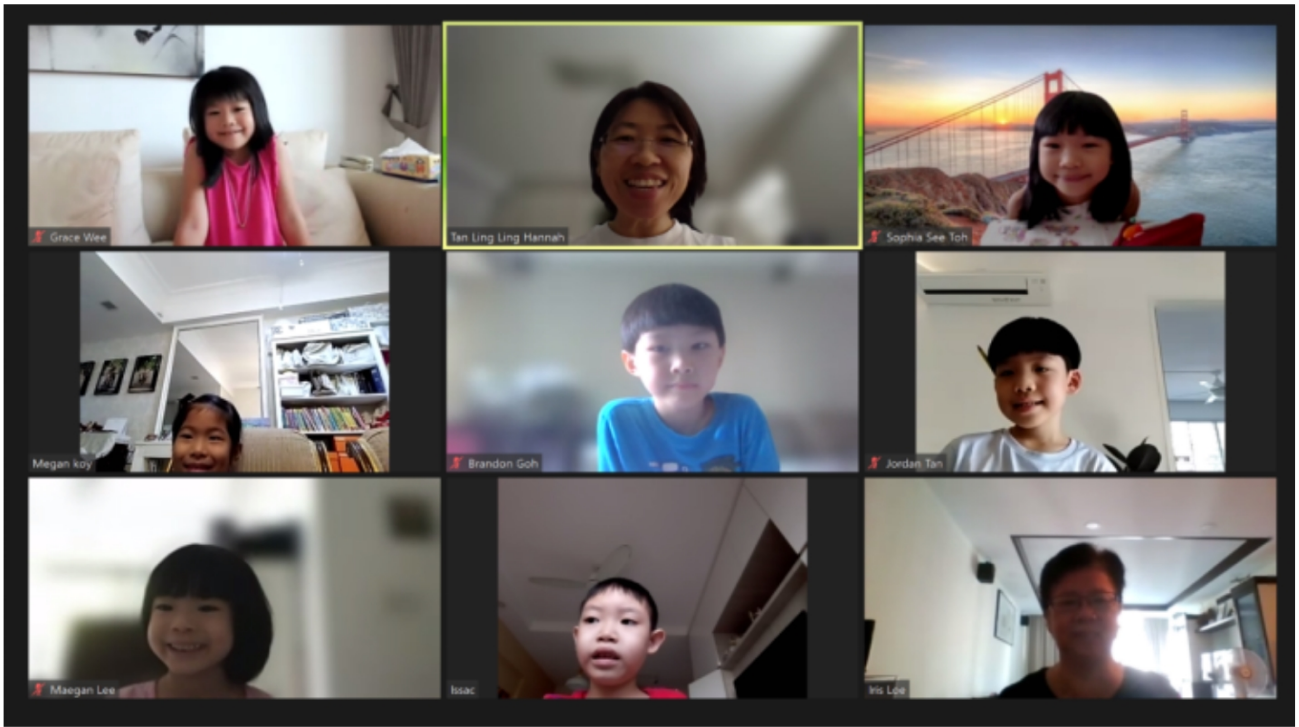 Grace Wee
Tan Ling Ling Hannah
Sophia See Toh
Megan koy
Brandon Goh
Jordan Tan
Maegan Lee
Issac
Iris Loe